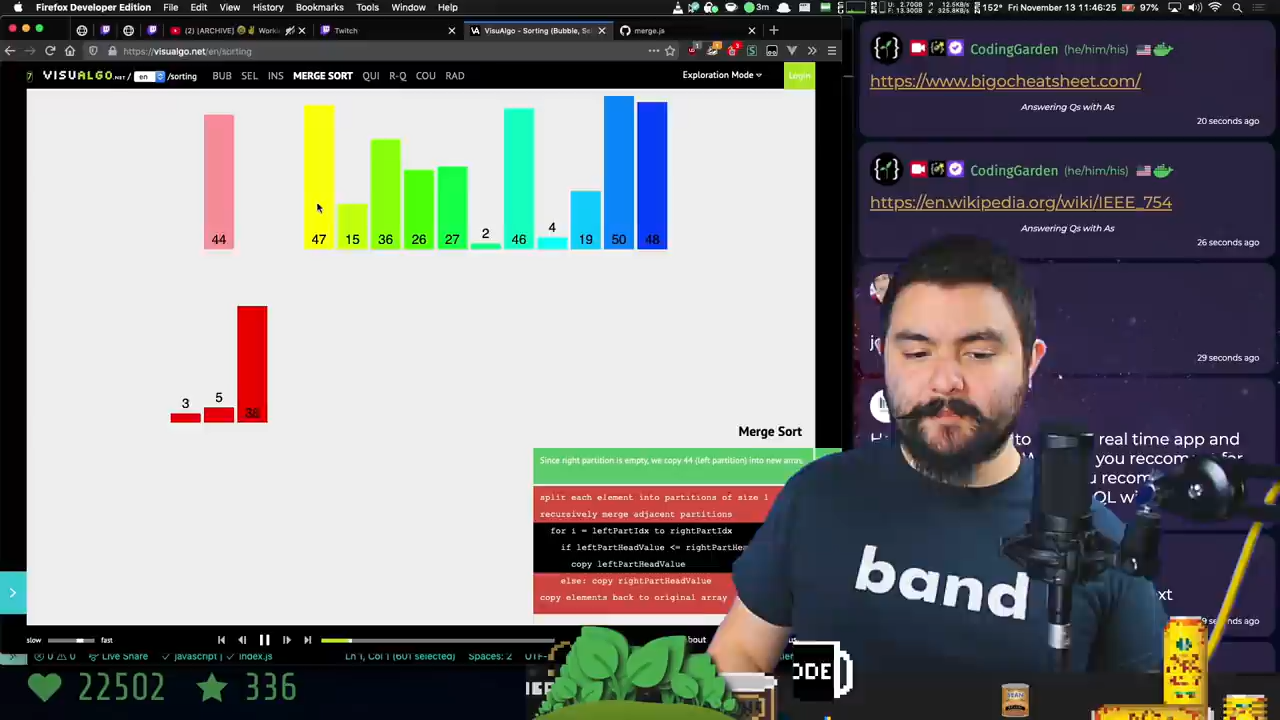 Firefox Developer Edition File Edit View History Bookmarks Tools Window Help
3m 97% Fri November 13 11:46:25
(2) [ARCHIVE]
Twitch
VisuAlgo - Sorting (Bubble, Sel
merge.js
https://visualgo.net/en/sorting
VISUALGO.NET / en /sorting BUB SEL INS MERGE SORT QUI R-Q COU RAD Exploration Mode Login
44 47 15 36 26 27 2 46 4 19 50 48
3 5 38
Merge Sort
Since right partition is empty, we copy 44 (left partition) into new array.
split each element into partitions of size 1
recursively merge adjacent partitions
for i = leftPartIdx to rightPartIdx
if leftPartHeadValue <= rightPartHea
copy leftPartHeadValue
else: copy rightPartHeadValue
copy elements back to original array
slow fast bout
0 0 Live Share javascript index.js Ln 1, Col 1 (601 selected) Spaces: 2 UTF-
22502 336
CodingGarden (he/him/his)
https://www.bigocheatsheet.com/
Answering Qs with As
20 seconds ago
CodingGarden (he/him/his)
https://en.wikipedia.org/wiki/IEEE_754
Answering Qs with As
26 seconds ago
29 seconds ago
real time app and
band